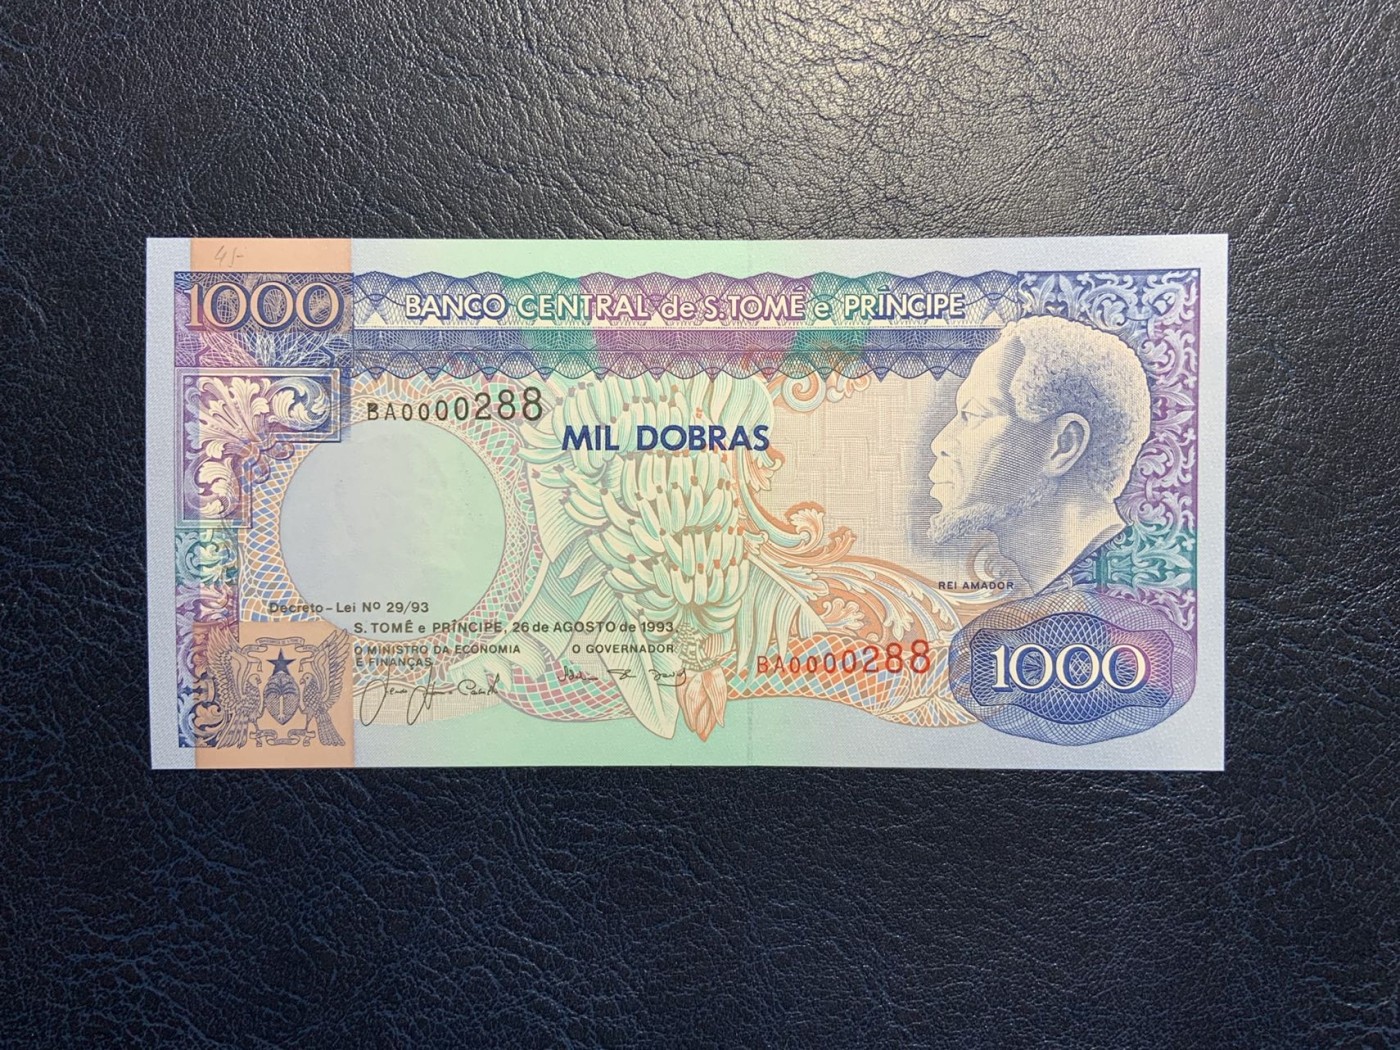 45-
1000
BANCO CENTRAL de S.TOMÉ e PRÍNCIPE
BA0000288
MIL DOBRAS
REI AMADOR
Decreto-Lei Nº 29/93
S. TOMÉ e PRÍNCIPE, 26 de AGOSTO de 1993
O MINISTRO DA ECONOMIA
E FINANÇAS
O GOVERNADOR
BA0000288
1000